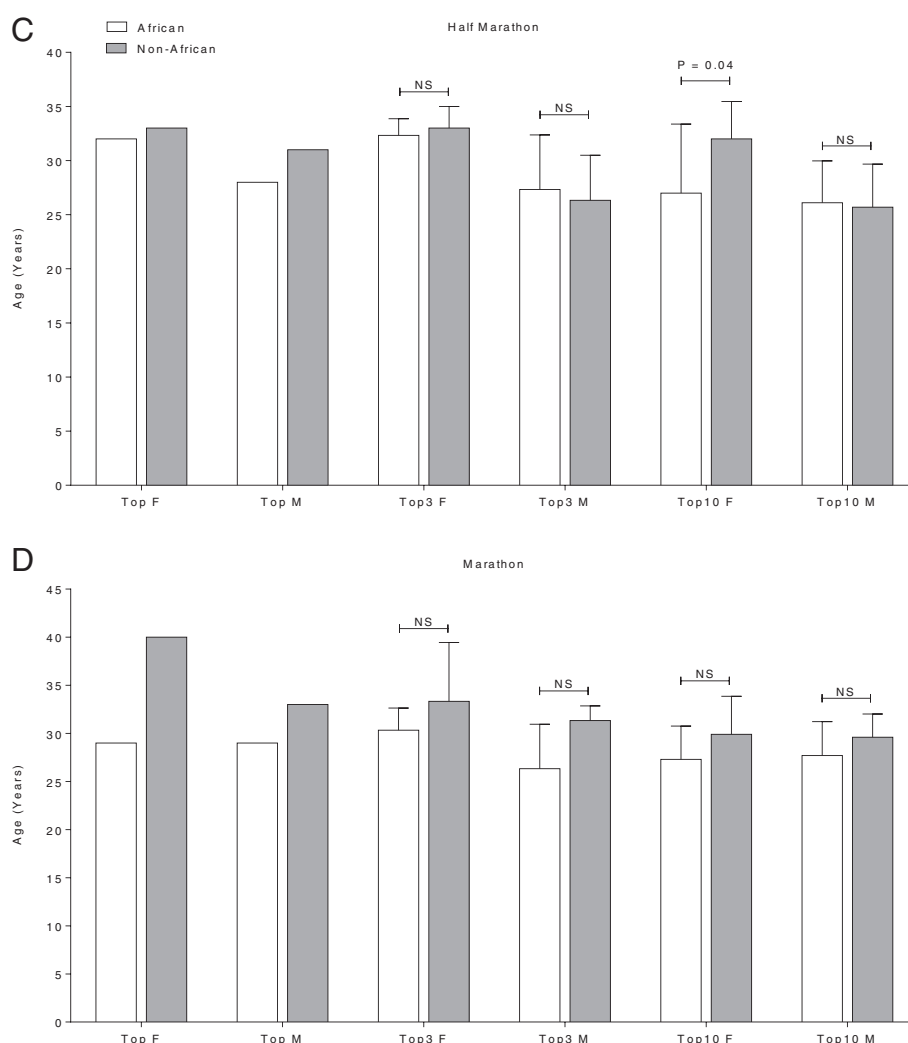 C
African
Non-African
Half Marathon
40
35
30
25
20
15
10
5
0
Age (Years)
NS
NS
P = 0.04
NS
Top F
Top M
Top3 F
Top3 M
Top10 F
Top10 M
D
Marathon
45
40
35
30
25
20
15
10
5
0
Age (Years)
NS
NS
NS
NS
Top F
Top M
Top3 F
Top3 M
Top10 F
Top10 M